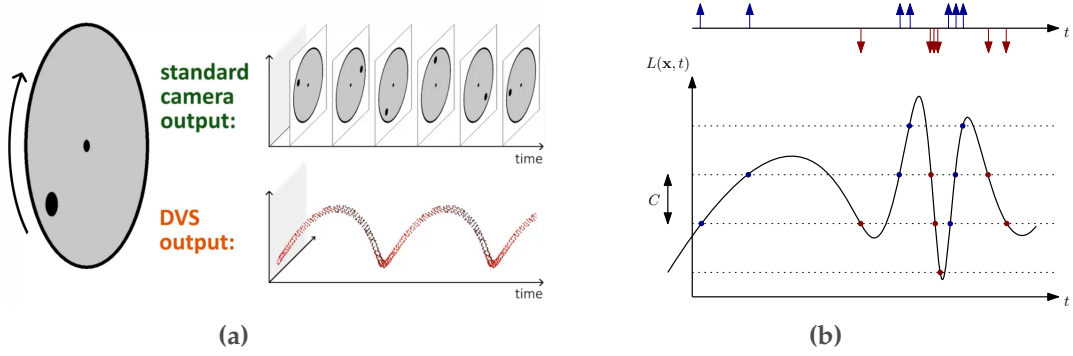 standard
camera
output:
time
DVS
output:
time
(a)
t
L(x, t)
C
t
(b)